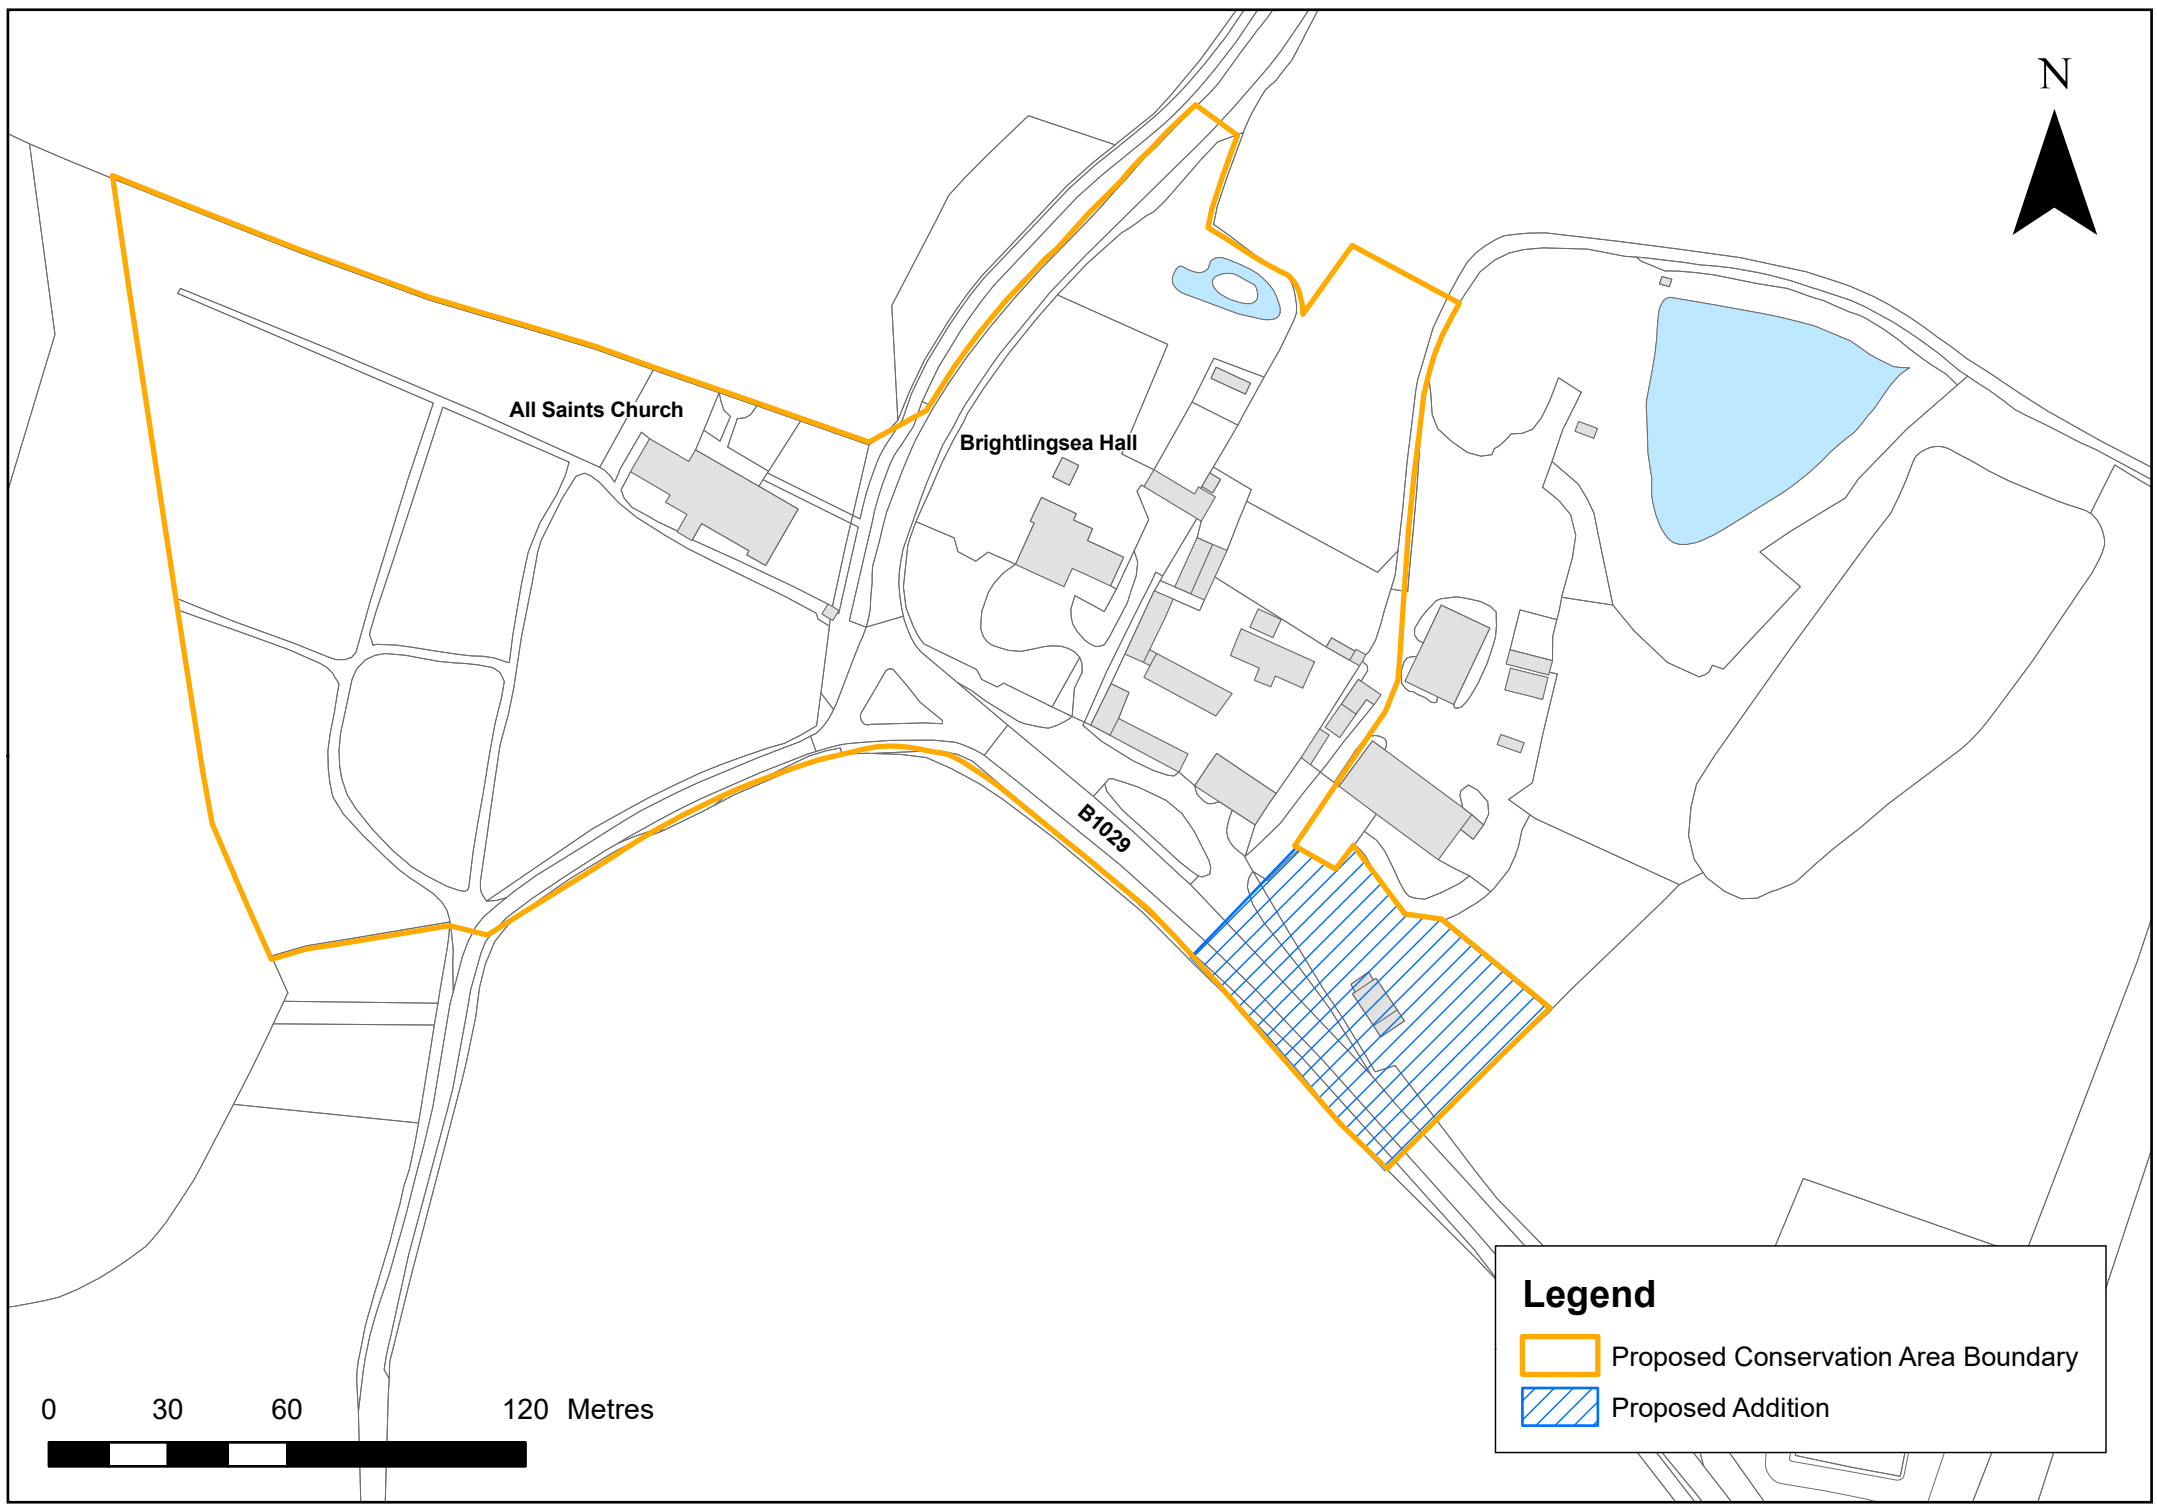 N
All Saints Church
Brightlingsea Hall
B1029
Legend
Proposed Conservation Area Boundary
Proposed Addition
0 30 60 120 Metres